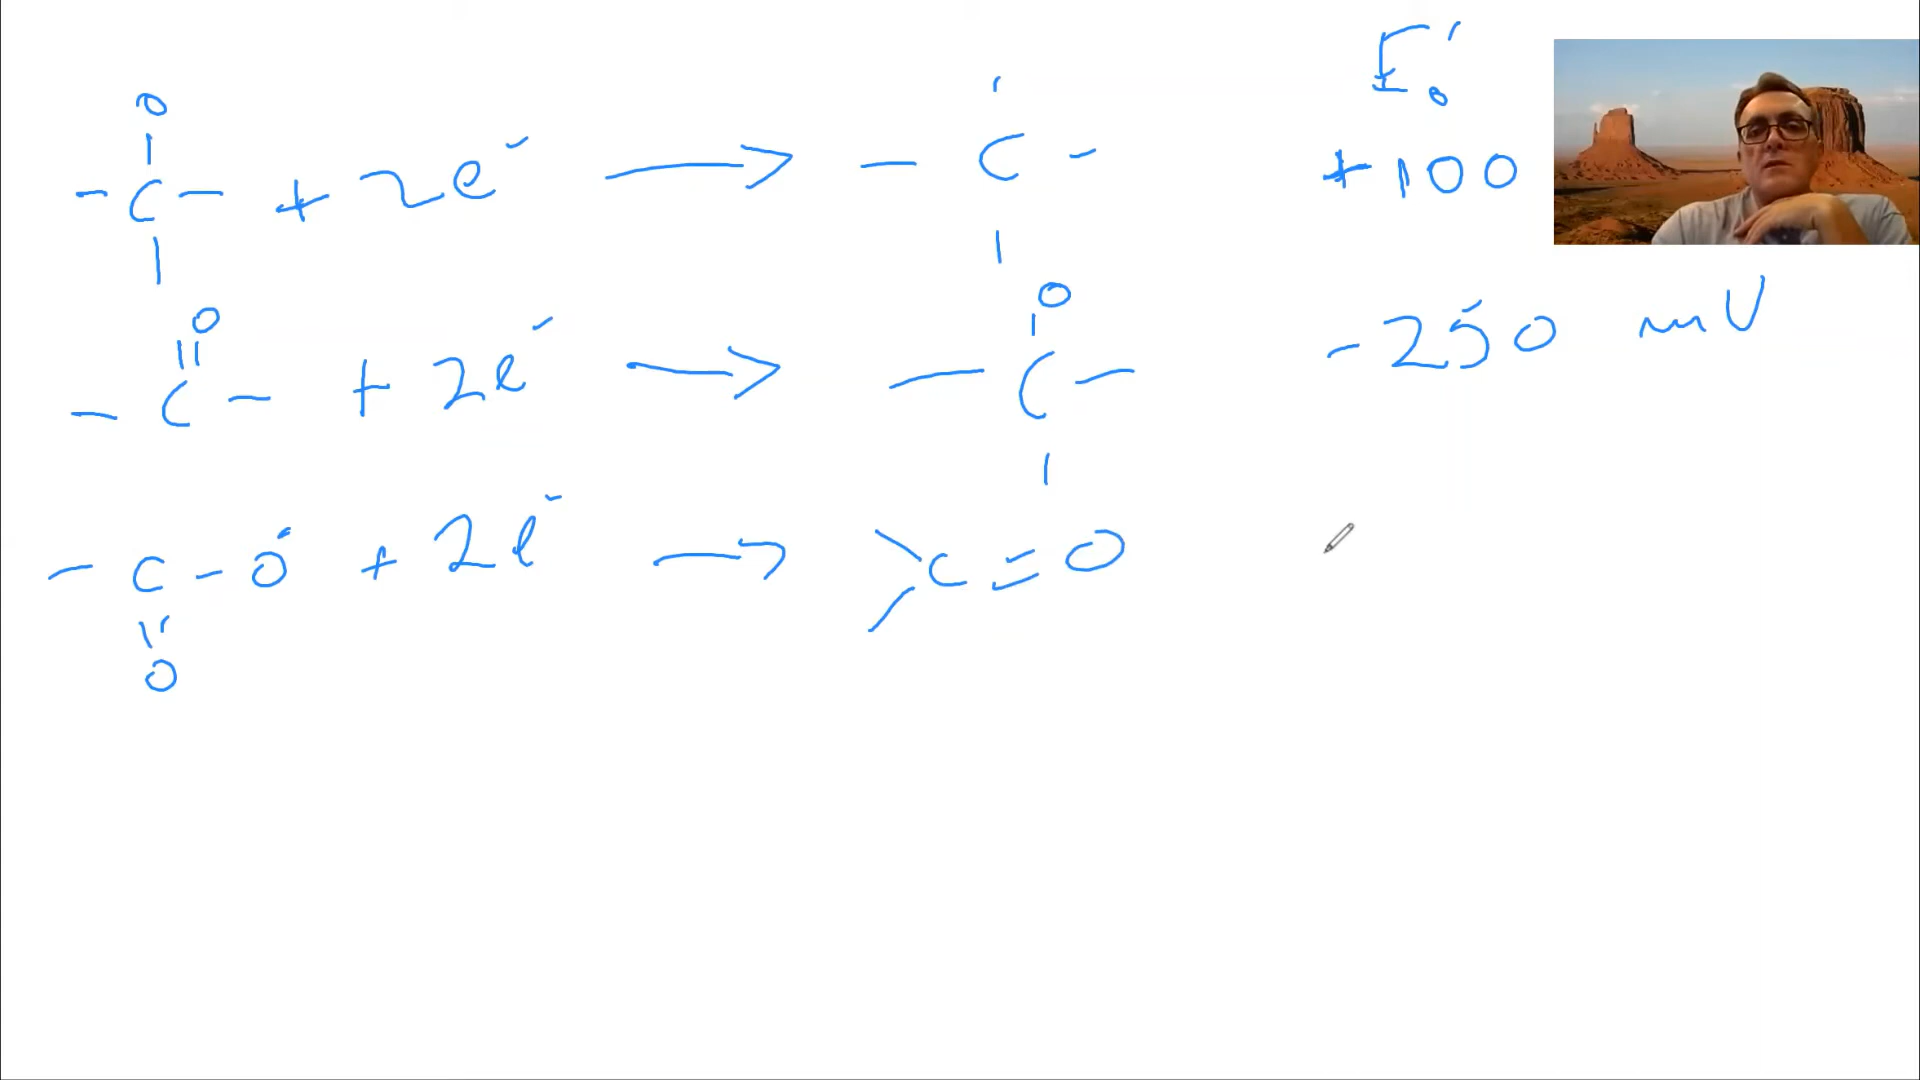 E₀'
O
- C - + 2e⁻ → - C - +100
O
|| O
- C - + 2e⁻ → - C - -250 mV
- C - O⁻ + 2e⁻ → >C = O
||
O